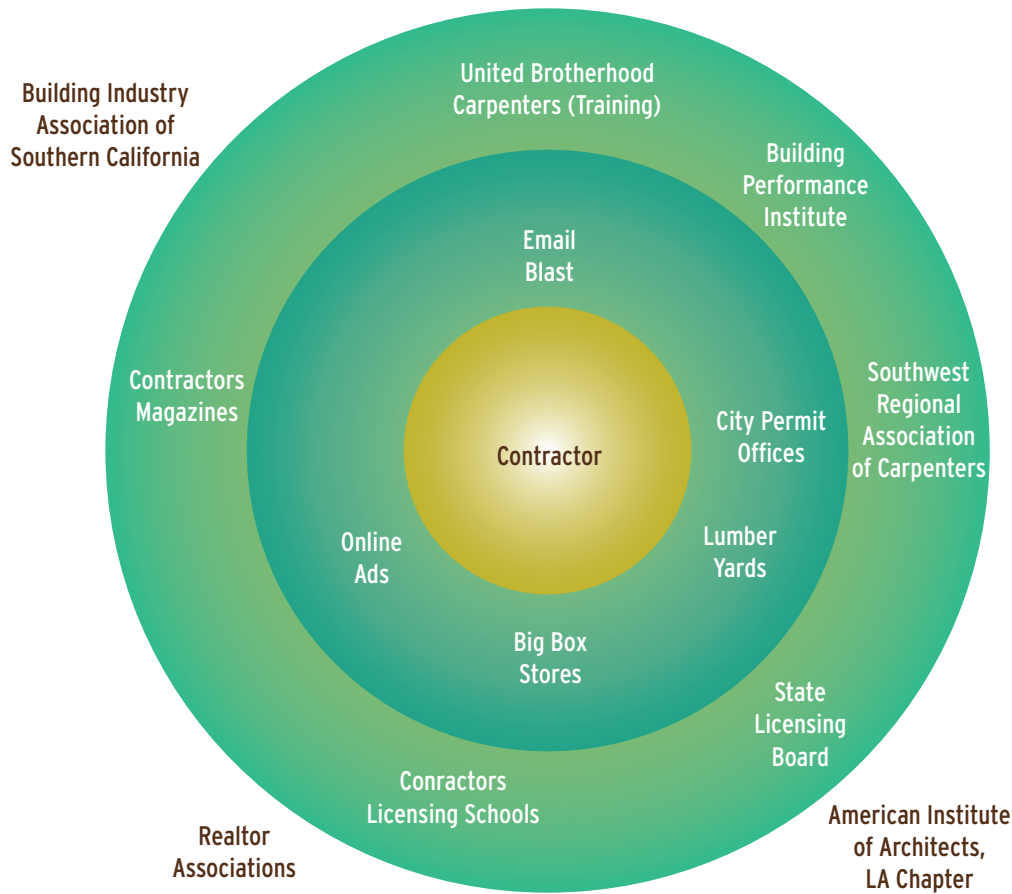 United Brotherhood
Carpenters (Training)
Building Industry
Association of
Southern California
Building
Performance
Institute
Email
Blast
Contractors
Magazines
Southwest
Regional
Association
of Carpenters
City Permit
Offices
Contractor
Online
Ads
Lumber
Yards
Big Box
Stores
State
Licensing
Board
Conractors
Licensing Schools
Realtor
Associations
American Institute
of Architects,
LA Chapter